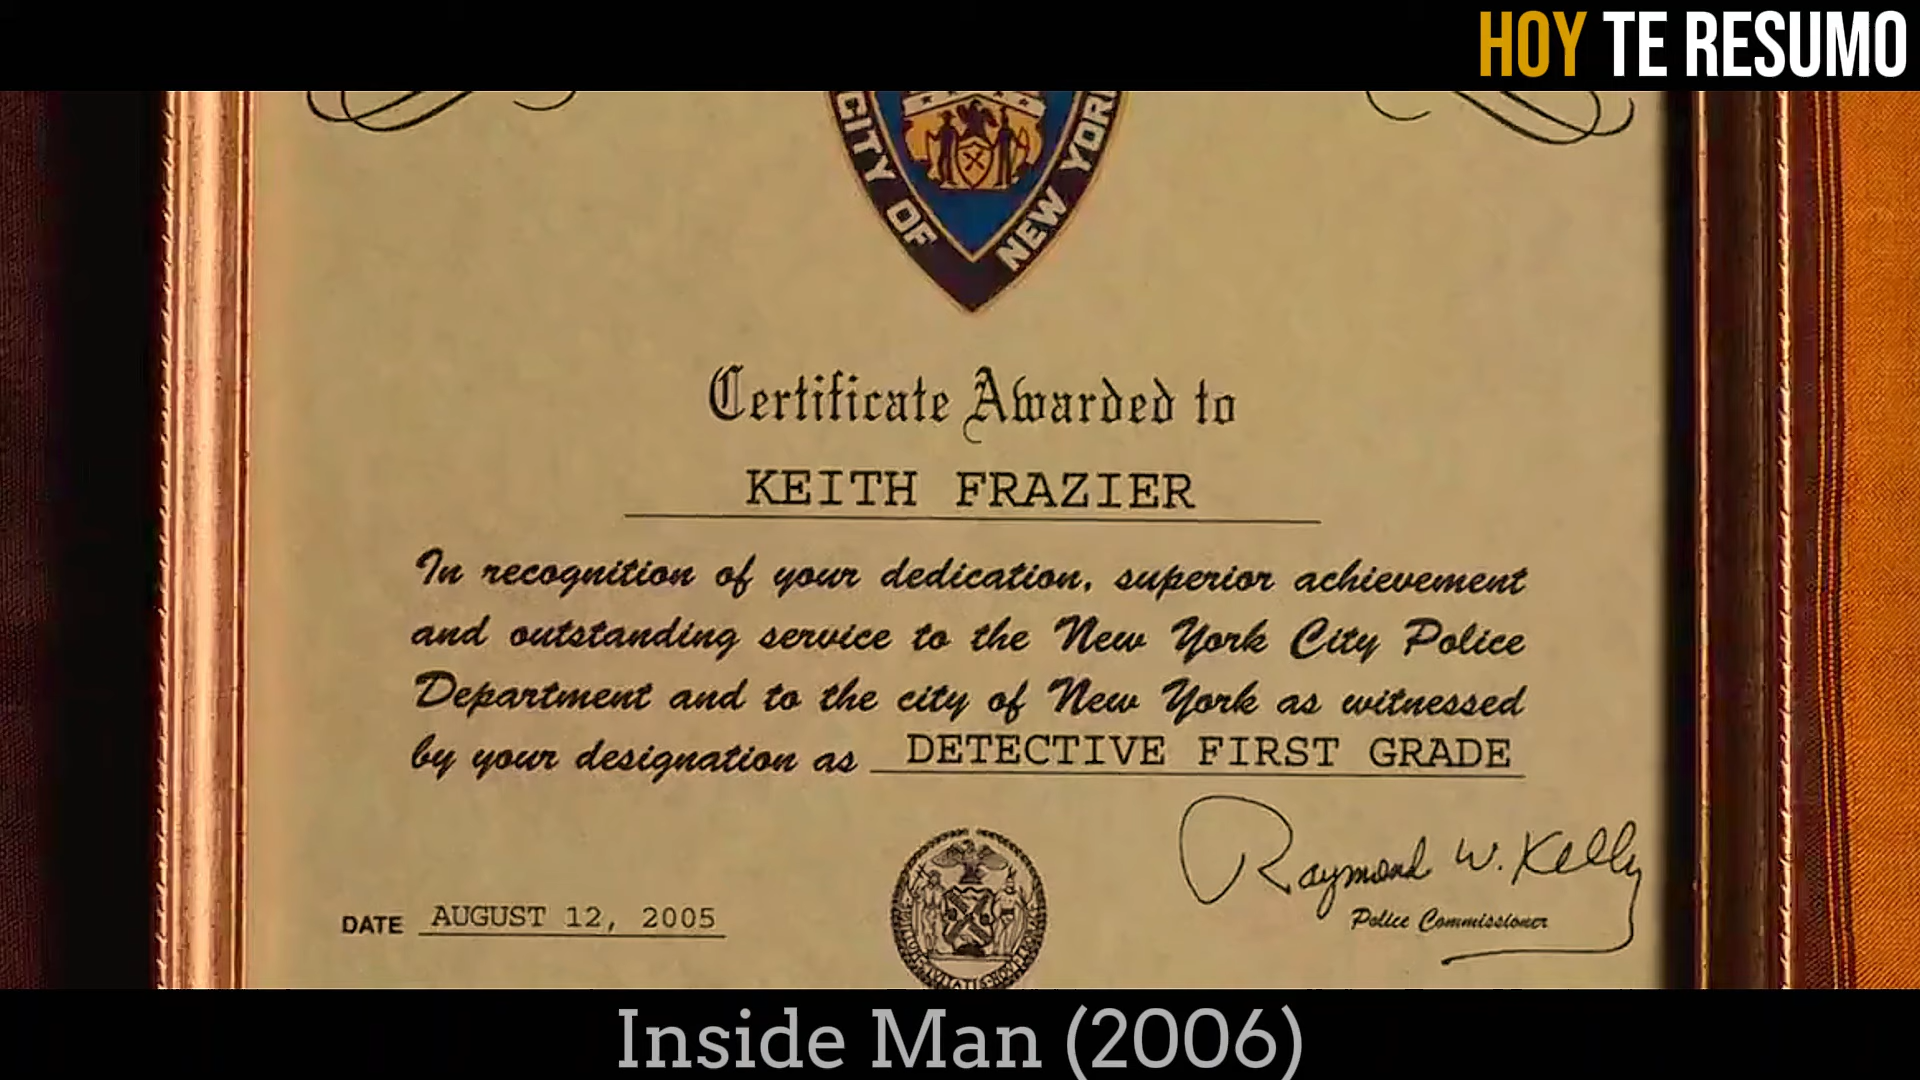 HOY TE RESUMO
CITY OF NEW YORK
Certificate Awarded to
KEITH FRAZIER
In recognition of your dedication, superior achievement
and outstanding service to the New York City Police
Department and to the city of New York as witnessed
by your designation as DETECTIVE FIRST GRADE
Raymond W. Kelly
Police Commissioner
DATE AUGUST 12, 2005
Inside Man (2006)